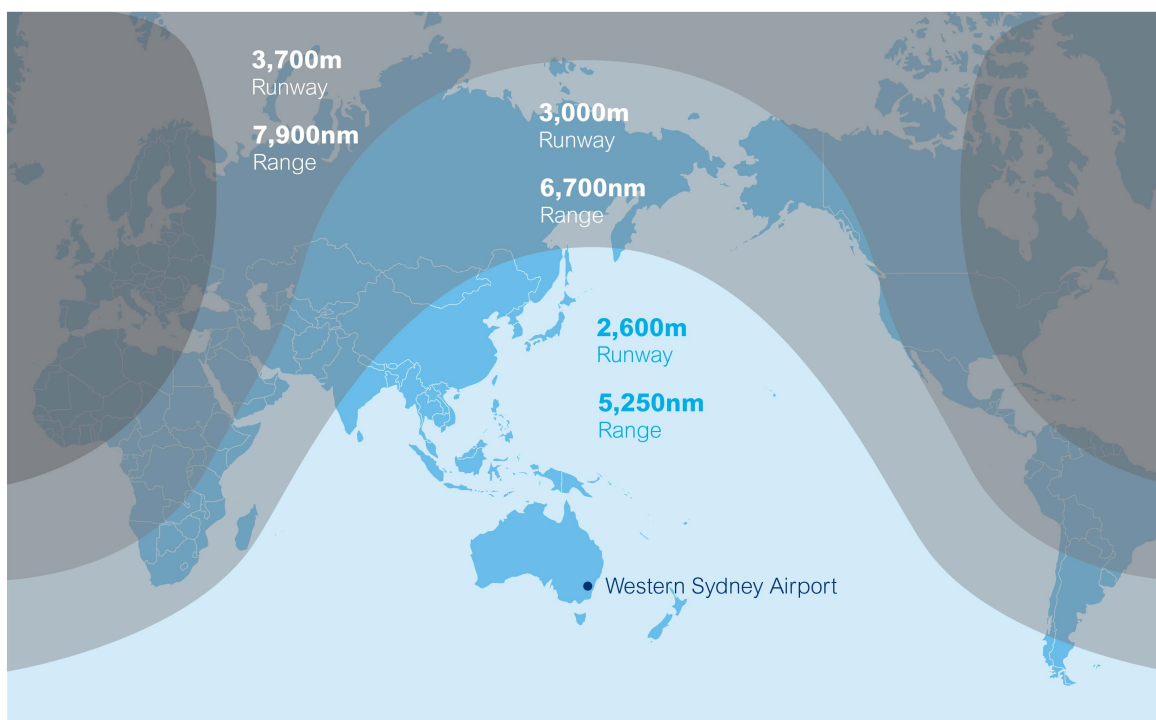 3,700m
Runway
7,900nm
Range
3,000m
Runway
6,700nm
Range
2,600m
Runway
5,250nm
Range
Western Sydney Airport